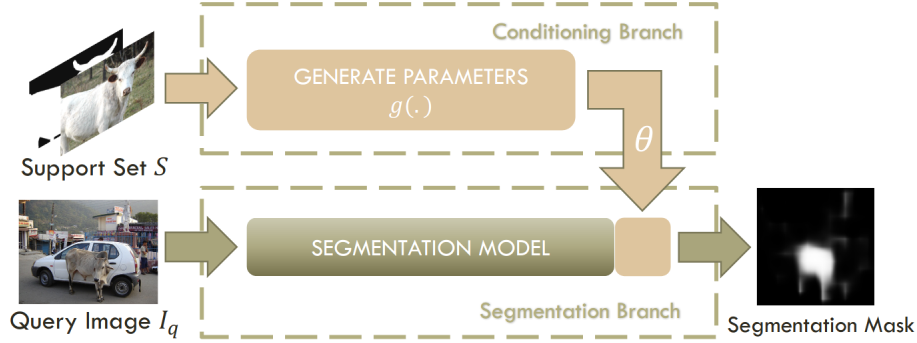 Conditioning Branch
GENERATE PARAMETERS
g(.)
θ
Support Set S
SEGMENTATION MODEL
Segmentation Branch
Query Image I_q
Segmentation Mask